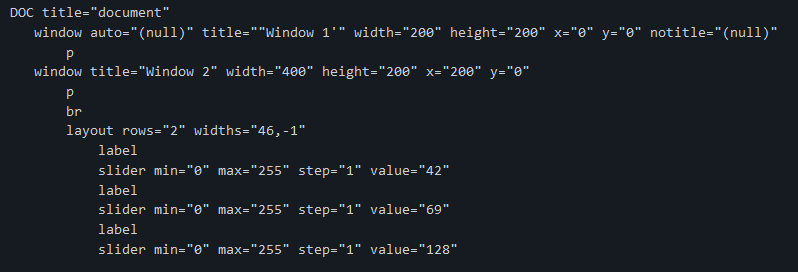 DOC title="document"
window auto="(null)" title=""Window 1'" width="200" height="200" x="0" y="0" notitle="(null)"
p
window title="Window 2" width="400" height="200" x="200" y="0"
p
br
layout rows="2" widths="46,-1"
label
slider min="0" max="255" step="1" value="42"
label
slider min="0" max="255" step="1" value="69"
label
slider min="0" max="255" step="1" value="128"